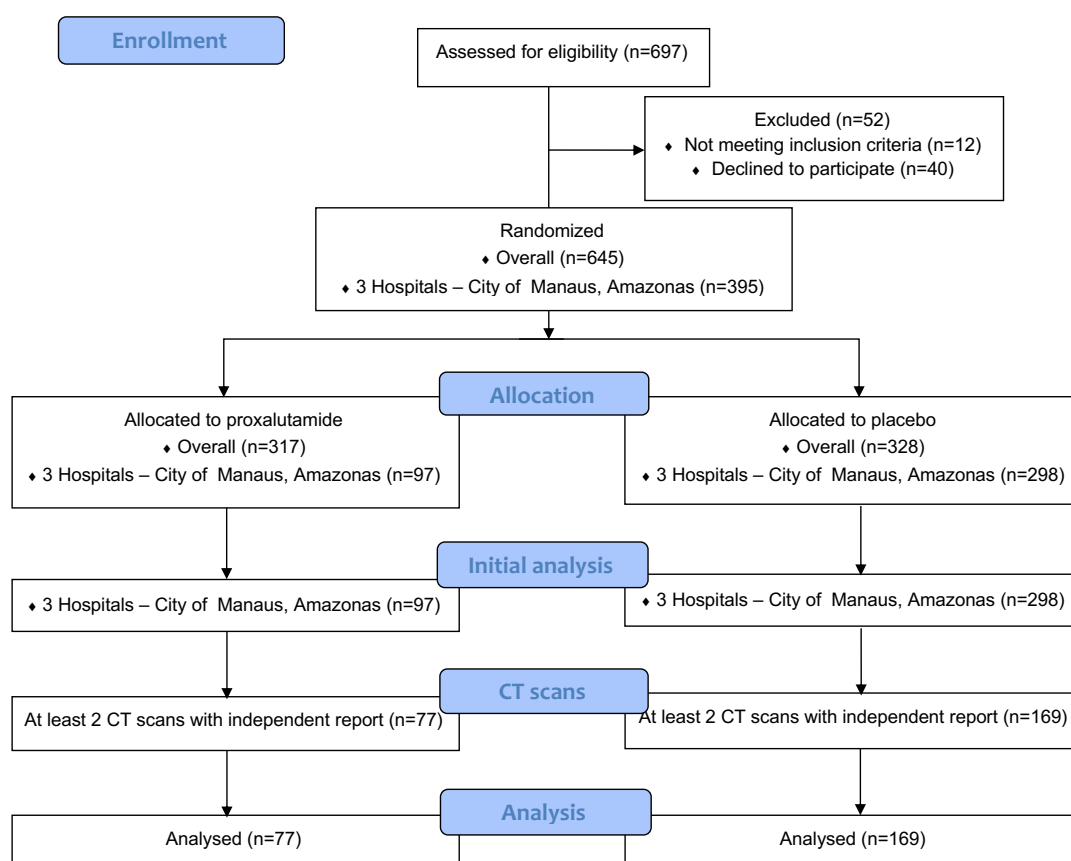 Enrollment
Assessed for eligibility (n=697)
Excluded (n=52)
♦ Not meeting inclusion criteria (n=12)
♦ Declined to participate (n=40)
Randomized
♦ Overall (n=645)
♦ 3 Hospitals – City of Manaus, Amazonas (n=395)
Allocation
Allocated to proxalutamide
♦ Overall (n=317)
♦ 3 Hospitals – City of Manaus, Amazonas (n=97)
Allocated to placebo
♦ Overall (n=328)
♦ 3 Hospitals – City of Manaus, Amazonas (n=298)
Initial analysis
♦ 3 Hospitals – City of Manaus, Amazonas (n=97)
♦ 3 Hospitals – City of Manaus, Amazonas (n=298)
CT scans
At least 2 CT scans with independent report (n=77)
At least 2 CT scans with independent report (n=169)
Analysis
Analysed (n=77)
Analysed (n=169)